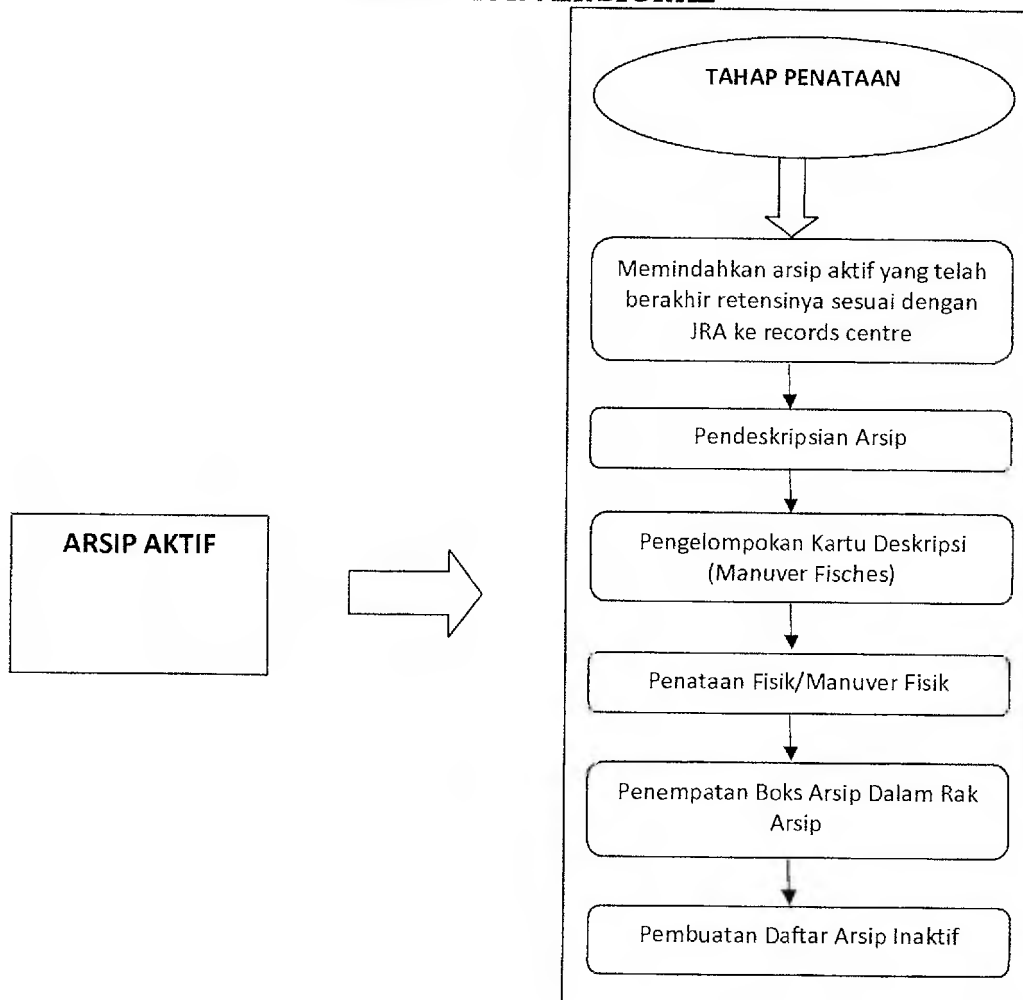 ARSIP AKTIF
TAHAP PENATAAN
Memindahkan arsip aktif yang telah
berakhir retensinya sesuai dengan
JRA ke records centre
Pendeskripsian Arsip
Pengelompokan Kartu Deskripsi
(Manuver Fisches)
Penataan Fisik/Manuver Fisik
Penempatan Boks Arsip Dalam Rak
Arsip
Pembuatan Daftar Arsip Inaktif